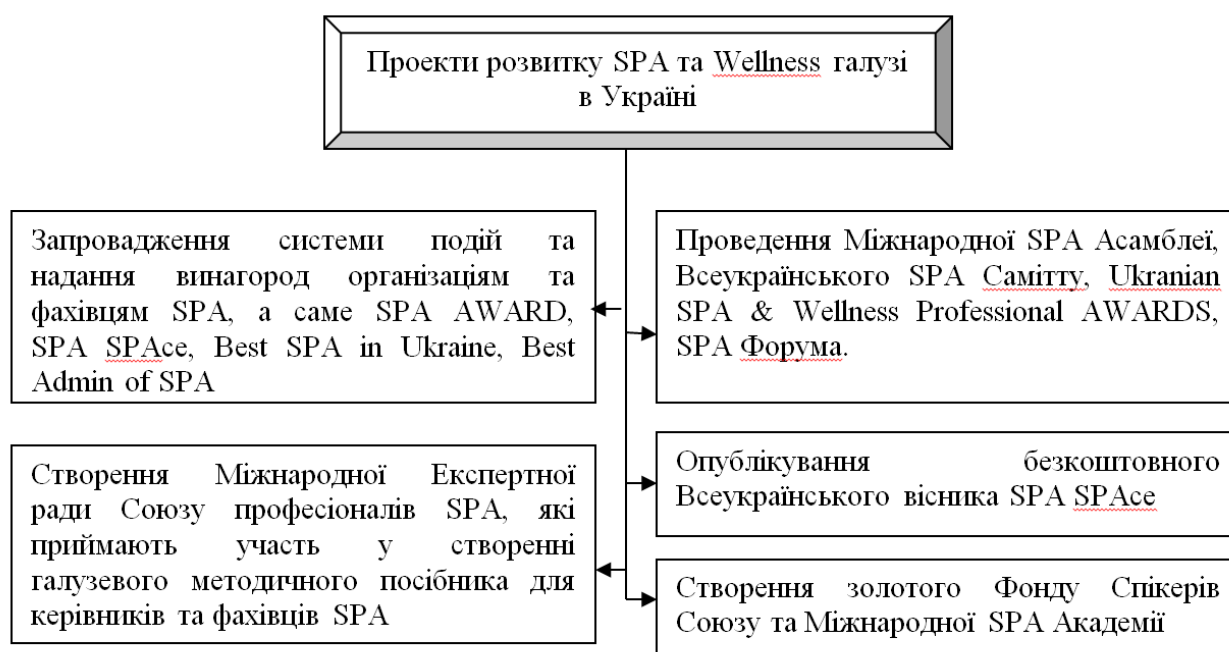 Проекти розвитку SPA та Wellness галузі
в Україні
Запровадження системи подій та
надання винагород організаціям та
фахівцям SPA, а саме SPA AWARD,
SPA SPAce, Best SPA in Ukraine, Best
Admin of SPA
Проведення Міжнародної SPA Асамблеї,
Всеукраїнського SPA Самітту, Ukranian
SPA & Wellness Professional AWARDS,
SPA Форума.
Створення Міжнародної Експертної
ради Союзу професіоналів SPA, які
приймають участь у створенні
галузевого методичного посібника для
керівників та фахівців SPA
Опублікування безкоштовного
Всеукраїнського вісника SPA SPAce
Створення золотого Фонду Спікерів
Союзу та Міжнародної SPA Академії